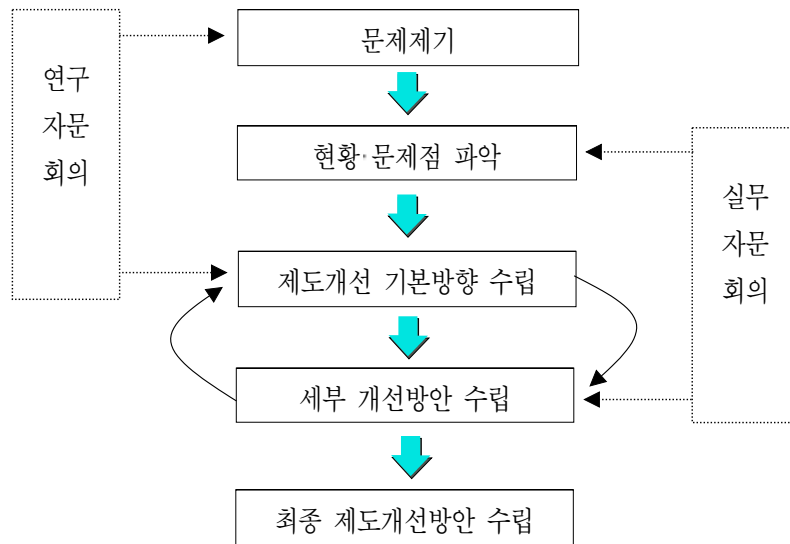 문제제기
연구
자문
회의
현황·문제점 파악
실무
자문
회의
제도개선 기본방향 수립
세부 개선방안 수립
최종 제도개선방안 수립